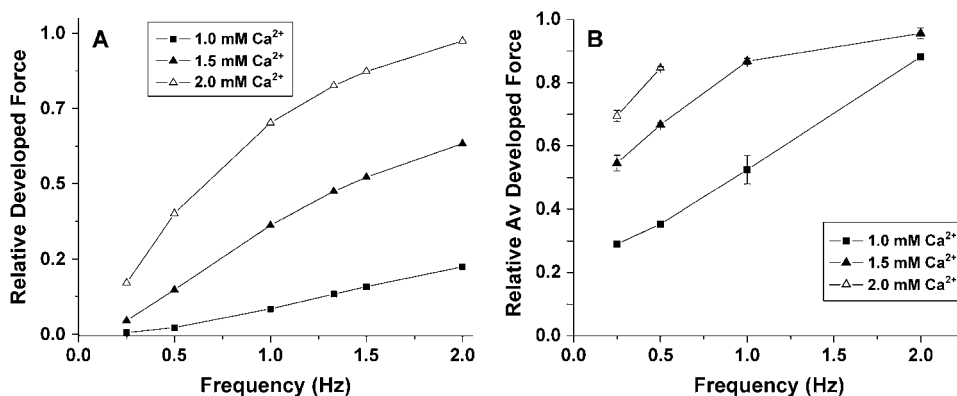 A
1.0 mM Ca²⁺
1.5 mM Ca²⁺
2.0 mM Ca²⁺
Relative Developed Force
1.0
0.7
0.5
0.2
0.0
0.0 0.5 1.0 1.5 2.0
Frequency (Hz)
B
Relative Av Developed Force
1.0
0.8
0.6
0.4
0.2
0.0
1.0 mM Ca²⁺
1.5 mM Ca²⁺
2.0 mM Ca²⁺
0.0 0.5 1.0 1.5 2.0
Frequency (Hz)